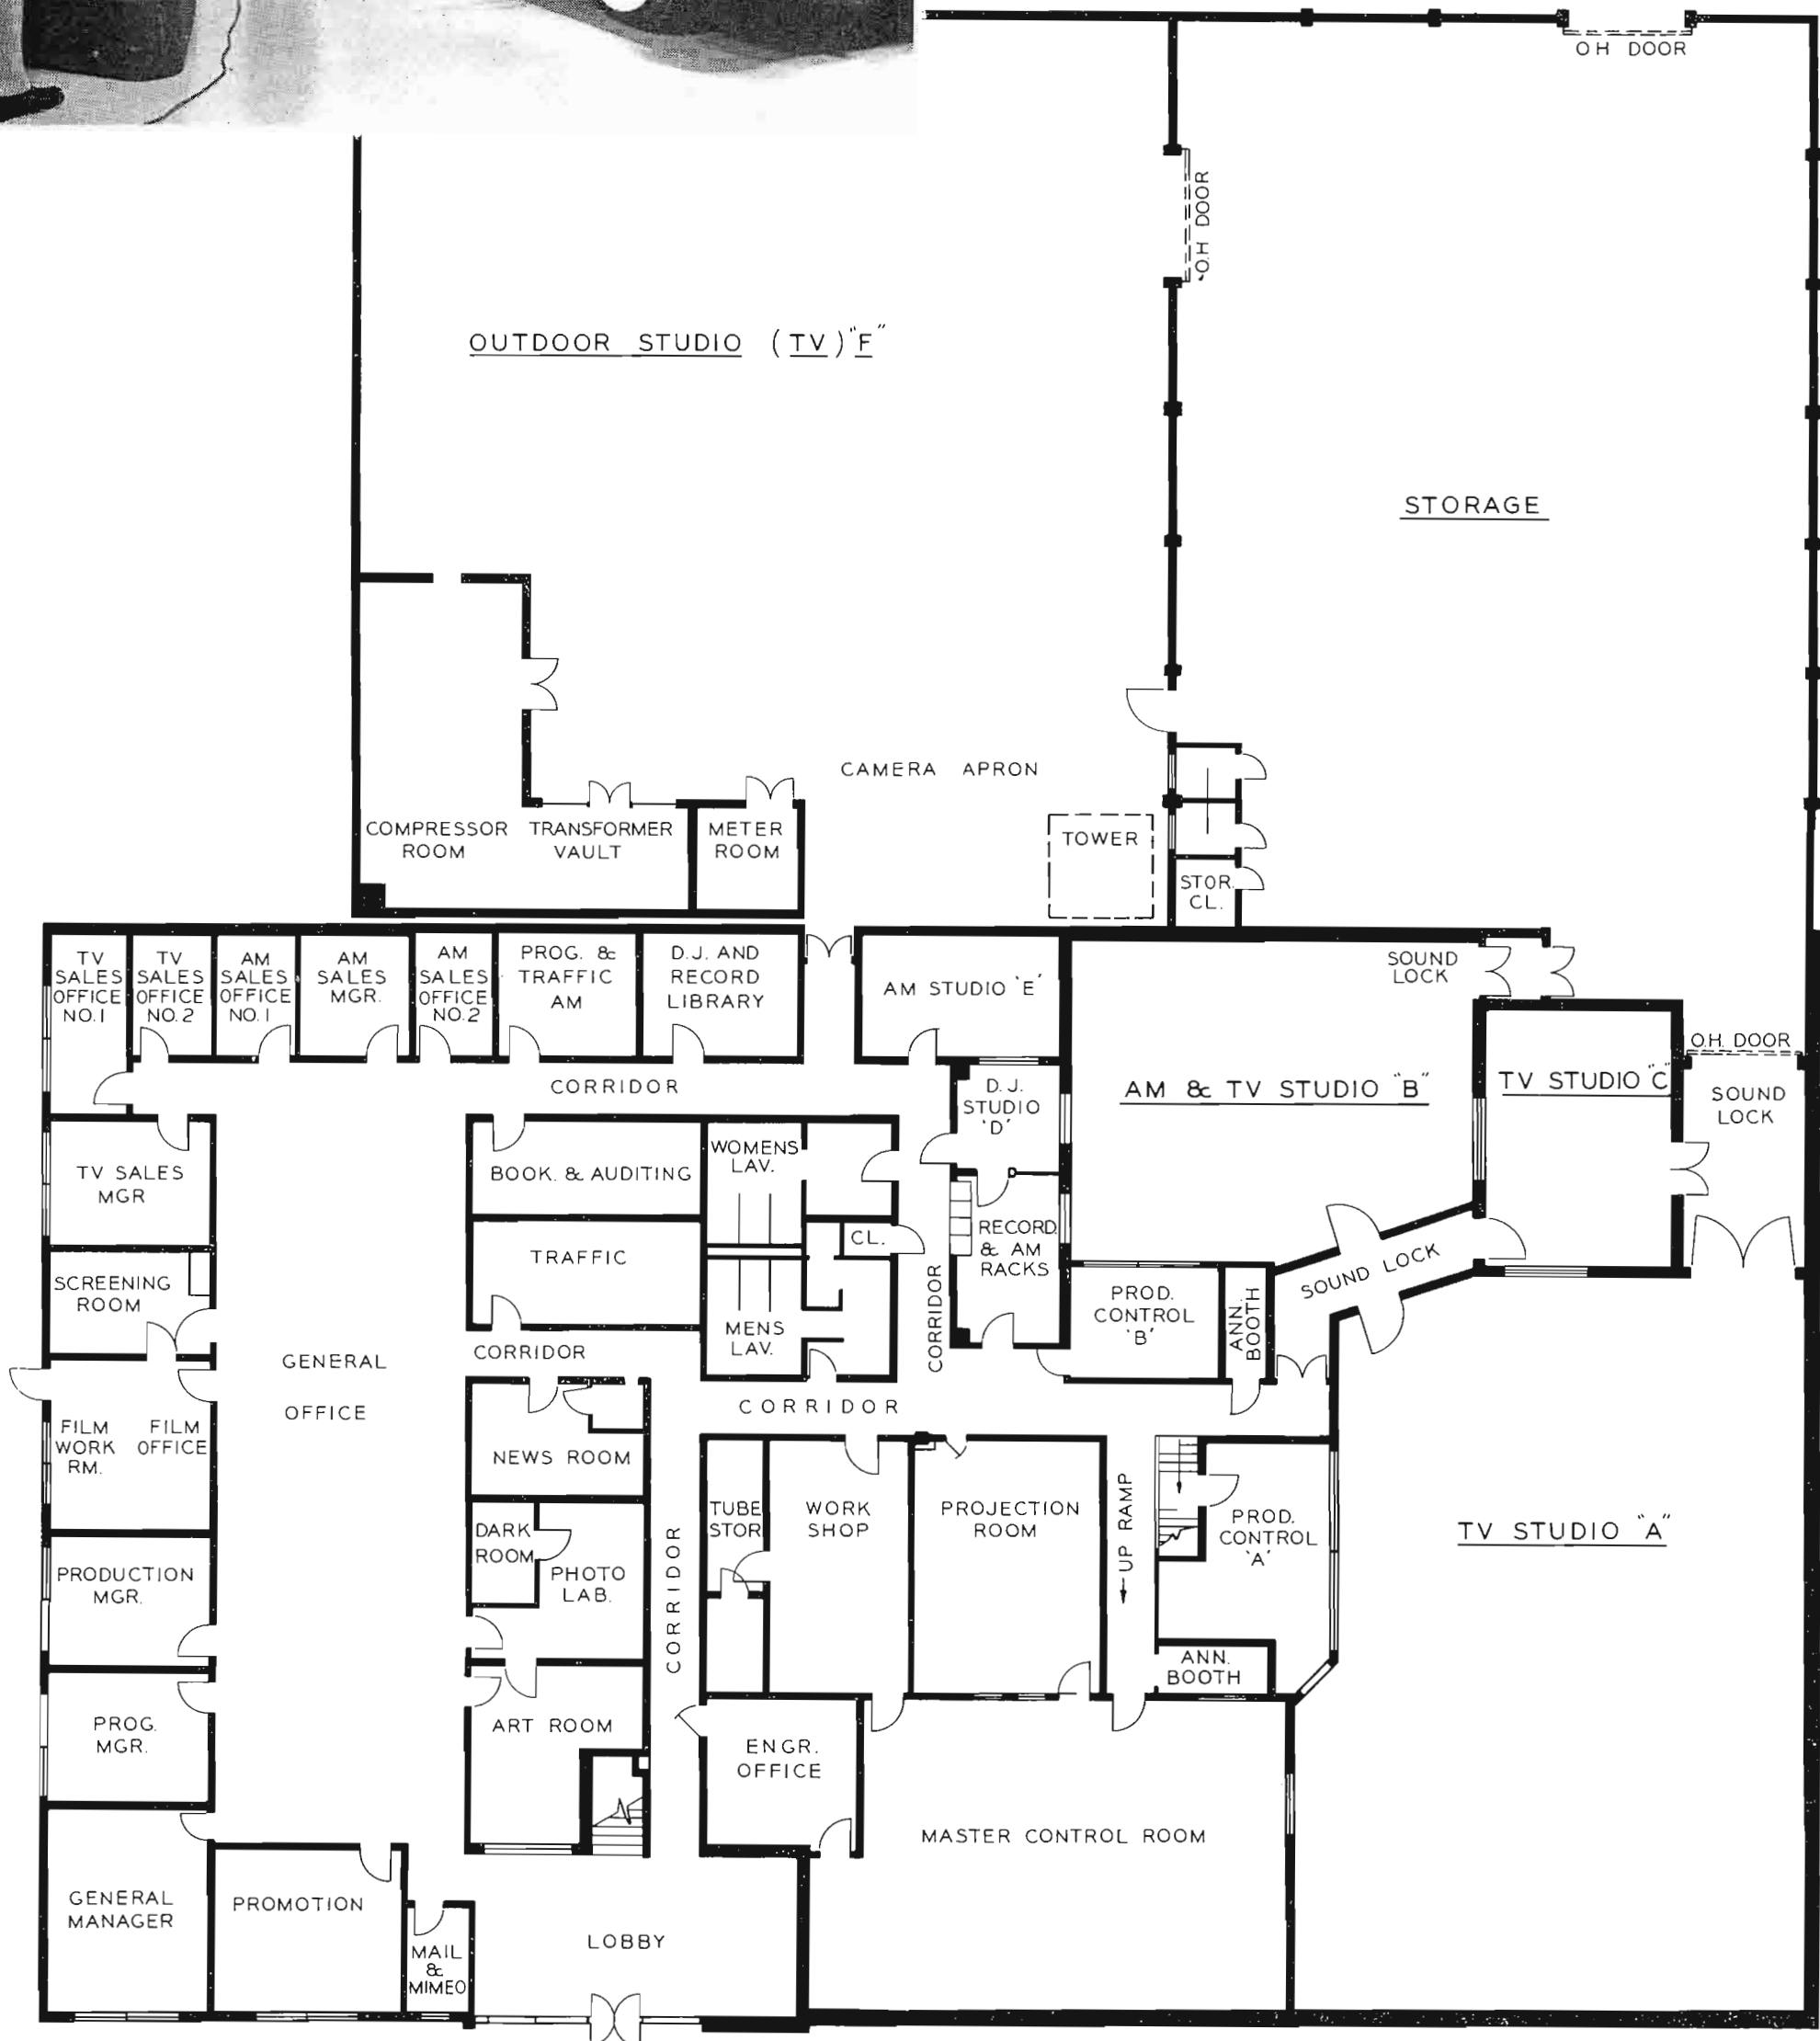 OH DOOR
O.H DOOR
OUTDOOR STUDIO (TV) "F"
STORAGE
CAMERA APRON
COMPRESSOR
ROOM
TRANSFORMER
VAULT
METER
ROOM
TOWER
STOR.
CL.
TV
SALES
OFFICE
NO.1
TV
SALES
OFFICE
NO.2
AM
SALES
OFFICE
NO.1
AM
SALES
MGR.
AM
SALES
OFFICE
NO.2
PROG. &
TRAFFIC
AM
D.J. AND
RECORD
LIBRARY
AM STUDIO 'E'
SOUND
LOCK
O.H. DOOR
CORRIDOR
D.J.
STUDIO
'D'
AM & TV STUDIO "B"
TV STUDIO "C"
SOUND
LOCK
TV SALES
MGR
BOOK. & AUDITING
WOMENS
LAV.
CL.
RECORD.
& AM
RACKS
SOUND LOCK
TRAFFIC
SCREENING
ROOM
MENS
LAV.
CORRIDOR
PROD.
CONTROL
'B'
ANN.
BOOTH
GENERAL
OFFICE
CORRIDOR
CORRIDOR
FILM
WORK
RM.
FILM
OFFICE
NEWS ROOM
TUBE
STOR.
WORK
SHOP
PROJECTION
ROOM
UP RAMP
PROD.
CONTROL
'A'
TV STUDIO "A"
DARK
ROOM
PHOTO
LAB.
CORRIDOR
PRODUCTION
MGR.
ANN.
BOOTH
PROG.
MGR.
ART ROOM
ENGR.
OFFICE
MASTER CONTROL ROOM
GENERAL
MANAGER
PROMOTION
MAIL
&
MIMEO
LOBBY